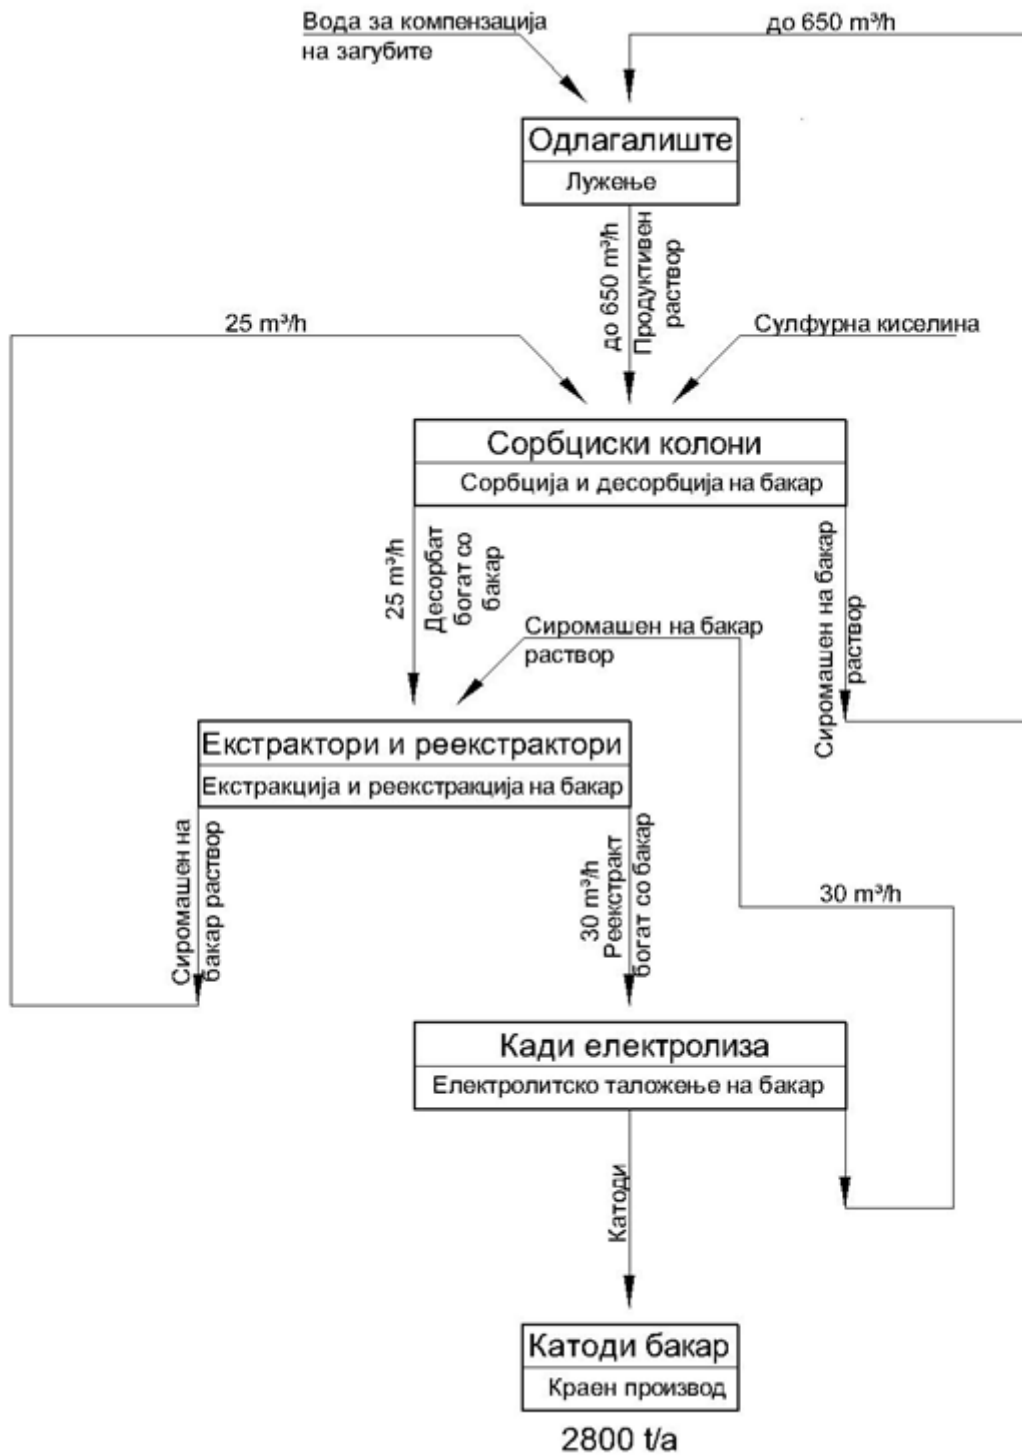 Вода за компензација
на загубите
до 650 m³/h
Одлагалиште
Лужење
до 650 m³/h
Продуктивен
раствор
25 m³/h
Сулфурна киселина
Сорбциски колони
Сорбција и десорбција на бакар
25 m³/h
Десорбат
богат со
бакар
Сиромашен на бакар
раствор
Сиромашен на бакар
раствор
Екстрактори и реекстрактори
Екстракција и реекстракција на бакар
Сиромашен на
бакар раствор
30 m³/h
Реекстракт
богат со бакар
30 m³/h
Кади електролиза
Електролитско таложење на бакар
Катоди
Катоди бакар
Краен производ
2800 t/a